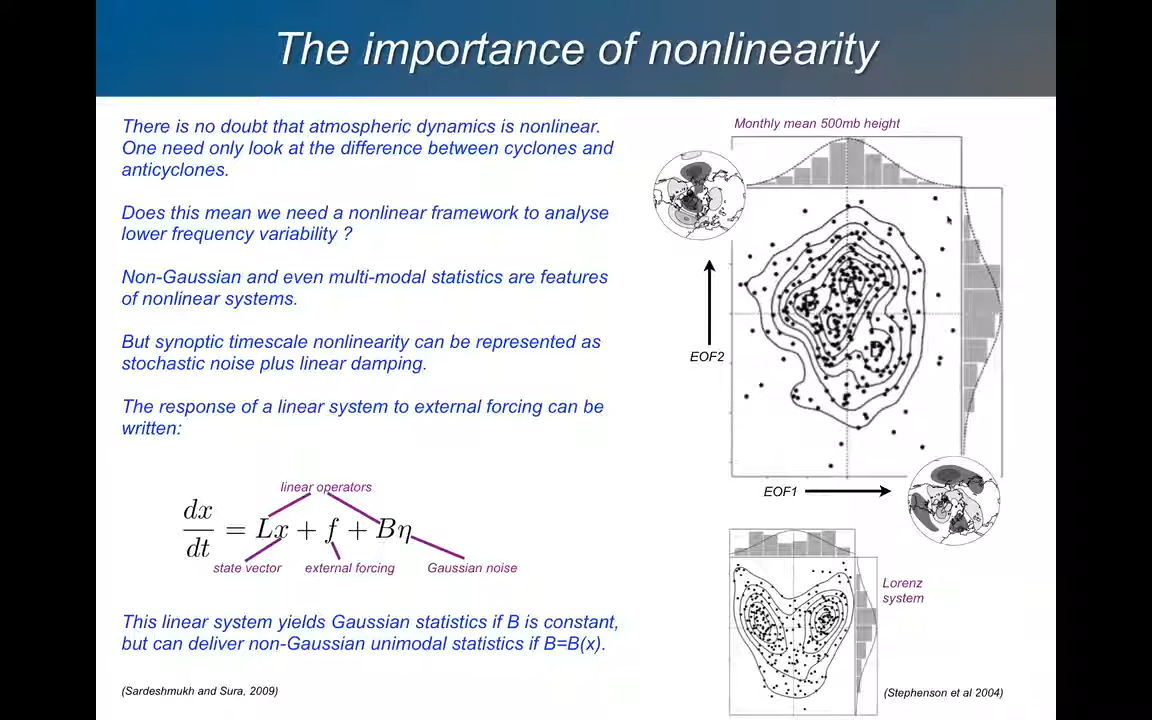 The importance of nonlinearity
There is no doubt that atmospheric dynamics is nonlinear.
One need only look at the difference between cyclones and
anticyclones.
Does this mean we need a nonlinear framework to analyse
lower frequency variability ?
Non-Gaussian and even multi-modal statistics are features
of nonlinear systems.
But synoptic timescale nonlinearity can be represented as
stochastic noise plus linear damping.
The response of a linear system to external forcing can be
written:
linear operators
dx/dt = Lx + f + Bη
state vector external forcing Gaussian noise
This linear system yields Gaussian statistics if B is constant,
but can deliver non-Gaussian unimodal statistics if B=B(x).
(Sardeshmukh and Sura, 2009)
Monthly mean 500mb height
A
B
D
EOF2
EOF1
Lorenz
system
(Stephenson et al 2004)